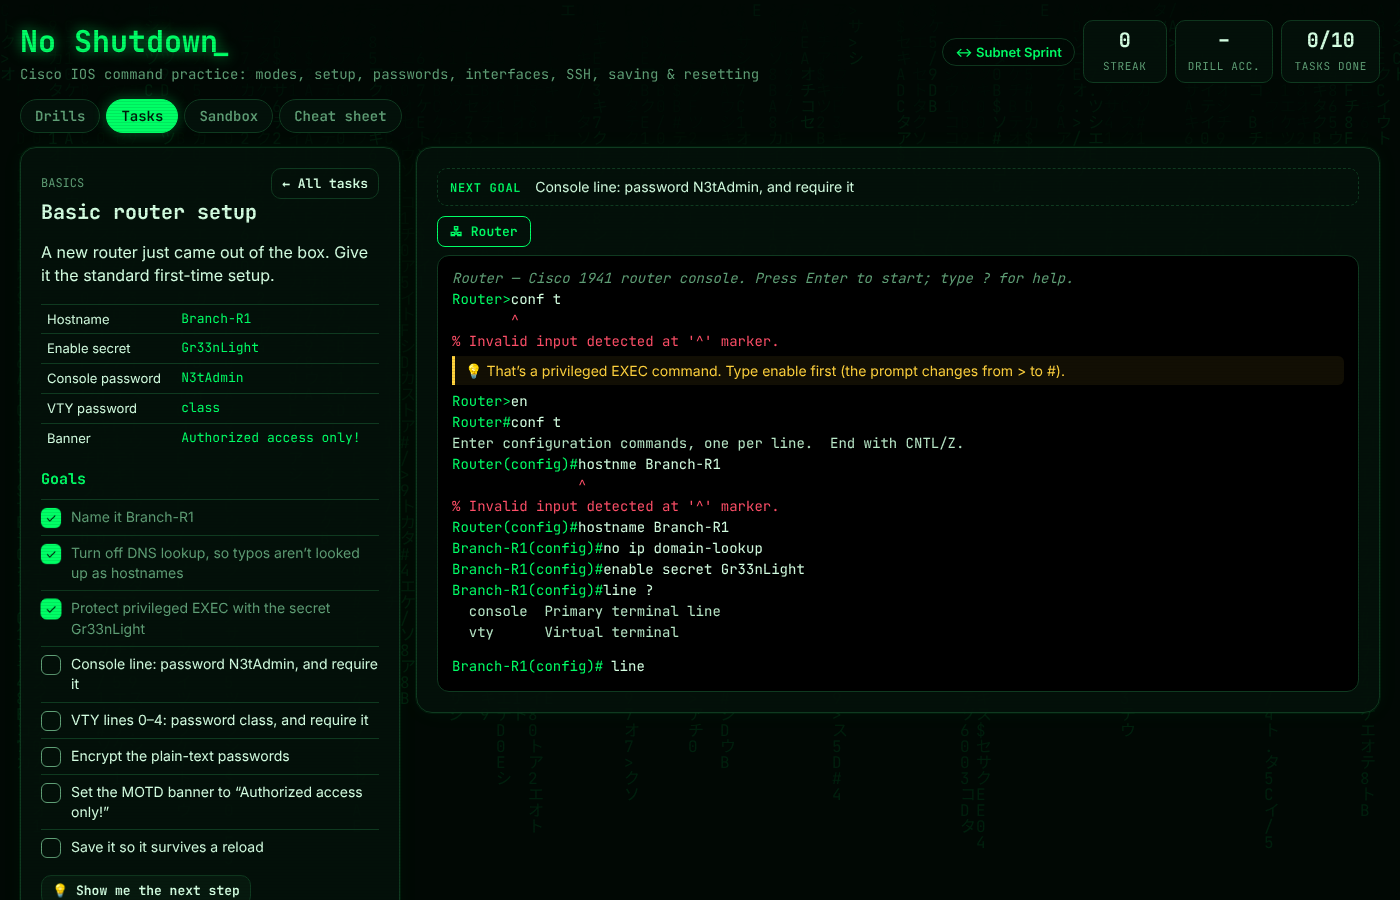 No Shutdown_
Cisco IOS command practice: modes, setup, passwords, interfaces, SSH, saving & resetting
↔ Subnet Sprint
0
STREAK
–
DRILL ACC.
0/10
TASKS DONE
Drills
Tasks
Sandbox
Cheat sheet
BASICS
← All tasks
Basic router setup
A new router just came out of the box. Give
it the standard first-time setup.
Hostname Branch-R1
Enable secret Gr33nLight
Console password N3tAdmin
VTY password class
Banner Authorized access only!
Goals
Name it Branch-R1
Turn off DNS lookup, so typos aren’t looked
up as hostnames
Protect privileged EXEC with the secret
Gr33nLight
Console line: password N3tAdmin, and require
it
VTY lines 0–4: password class, and require it
Encrypt the plain-text passwords
Set the MOTD banner to “Authorized access
only!”
Save it so it survives a reload
💡 Show me the next step
NEXT GOAL Console line: password N3tAdmin, and require it
Router
Router — Cisco 1941 router console. Press Enter to start; type ? for help.
Router>conf t
^
% Invalid input detected at '^' marker.
💡 That’s a privileged EXEC command. Type enable first (the prompt changes from > to #).
Router>en
Router#conf t
Enter configuration commands, one per line.  End with CNTL/Z.
Router(config)#hostnme Branch-R1
^
% Invalid input detected at '^' marker.
Router(config)#hostname Branch-R1
Branch-R1(config)#no ip domain-lookup
Branch-R1(config)#enable secret Gr33nLight
Branch-R1(config)#line ?
console  Primary terminal line
vty      Virtual terminal
Branch-R1(config)# line